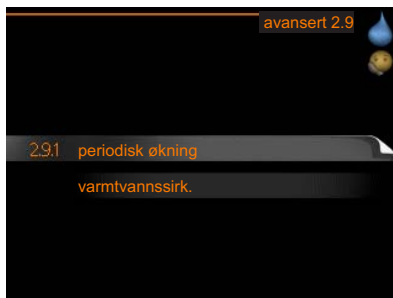 avansert 2.9
2.9.1 periodisk økning
varmtvannssirk.